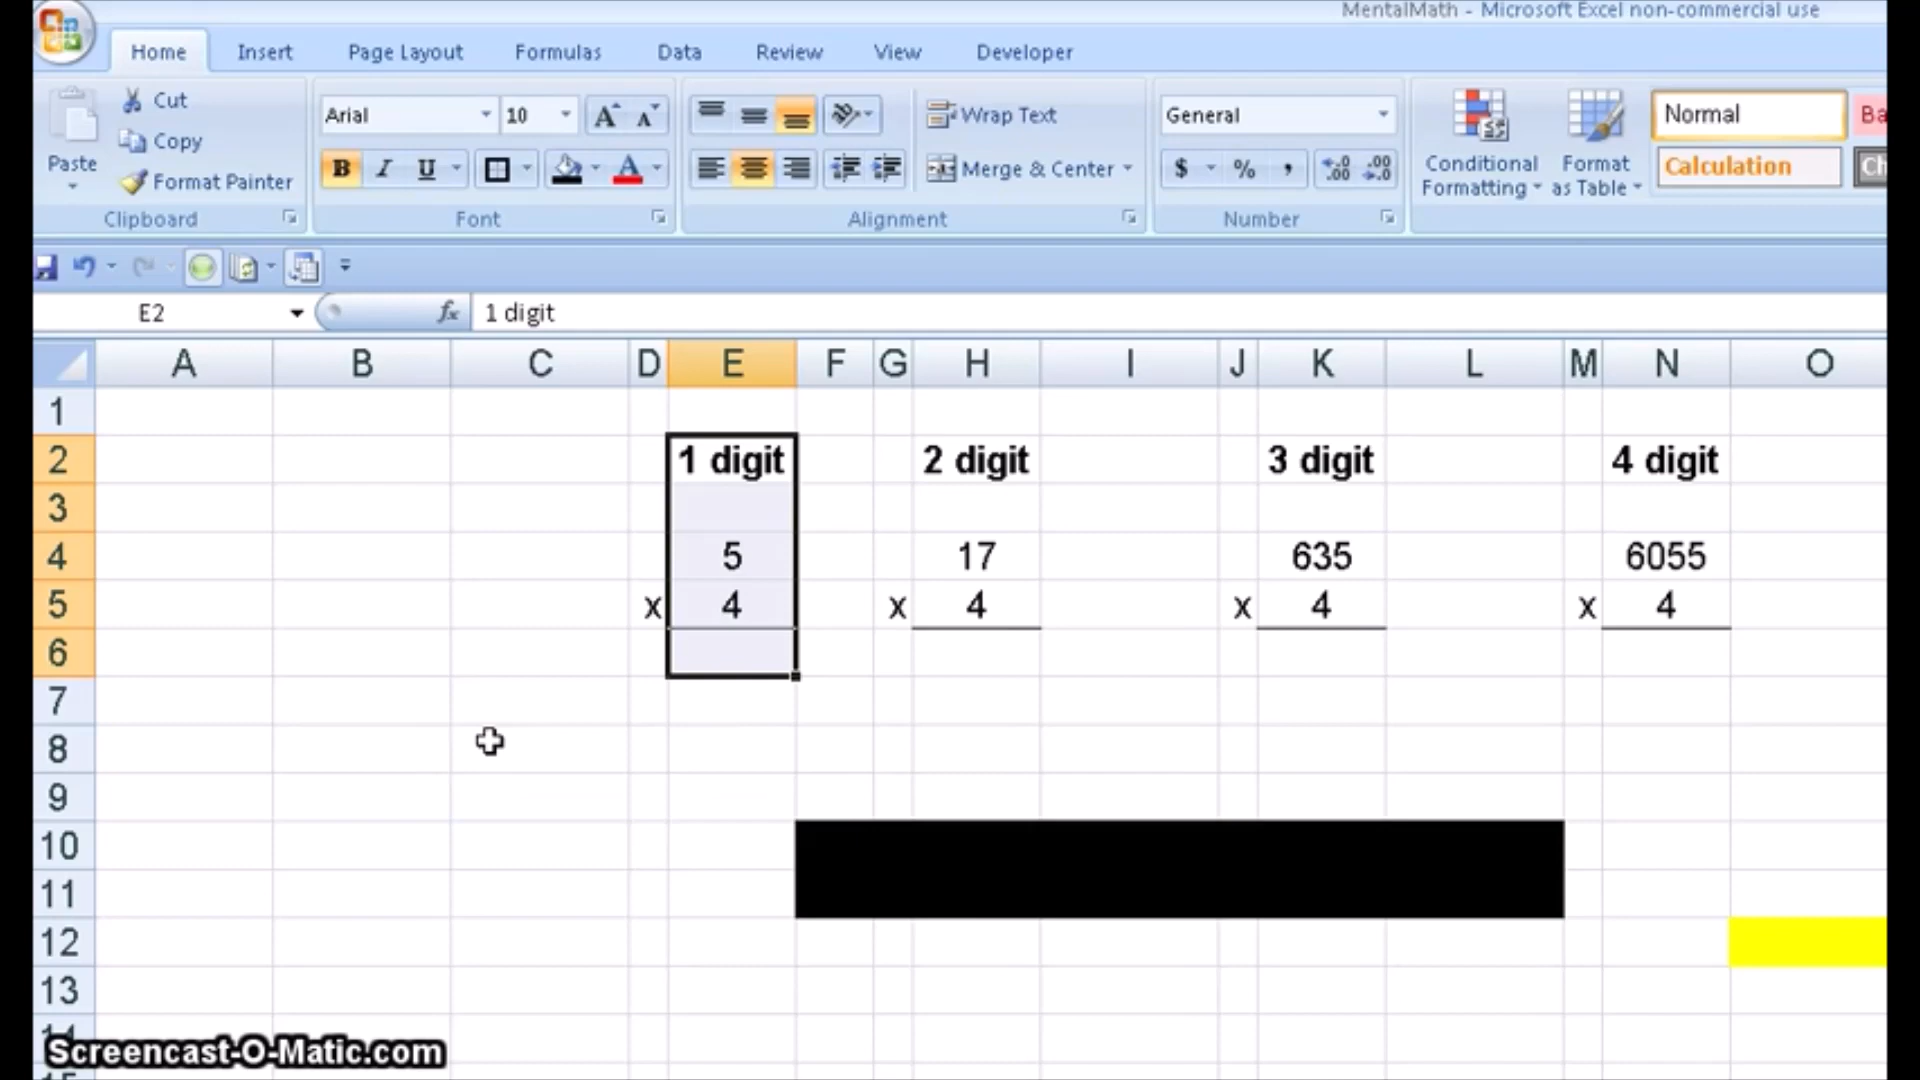 MentalMath - Microsoft Excel non-commercial use
Home Insert Page Layout Formulas Data Review View Developer
Cut
Copy
Paste
Format Painter
Clipboard
Arial 10
B I U A
Font
Wrap Text
Merge & Center
Alignment
General
$ % ,
Number
Conditional Formatting
Format as Table
Normal
Calculation
E2 fx 1 digit
A B C D E F G H I J K L M N O
1
2 1 digit 2 digit 3 digit 4 digit
3
4 5 17 635 6055
5 x 4 x 4 x 4 x 4
6
7
8
9
10
11
12
13
Screencast-O-Matic.com